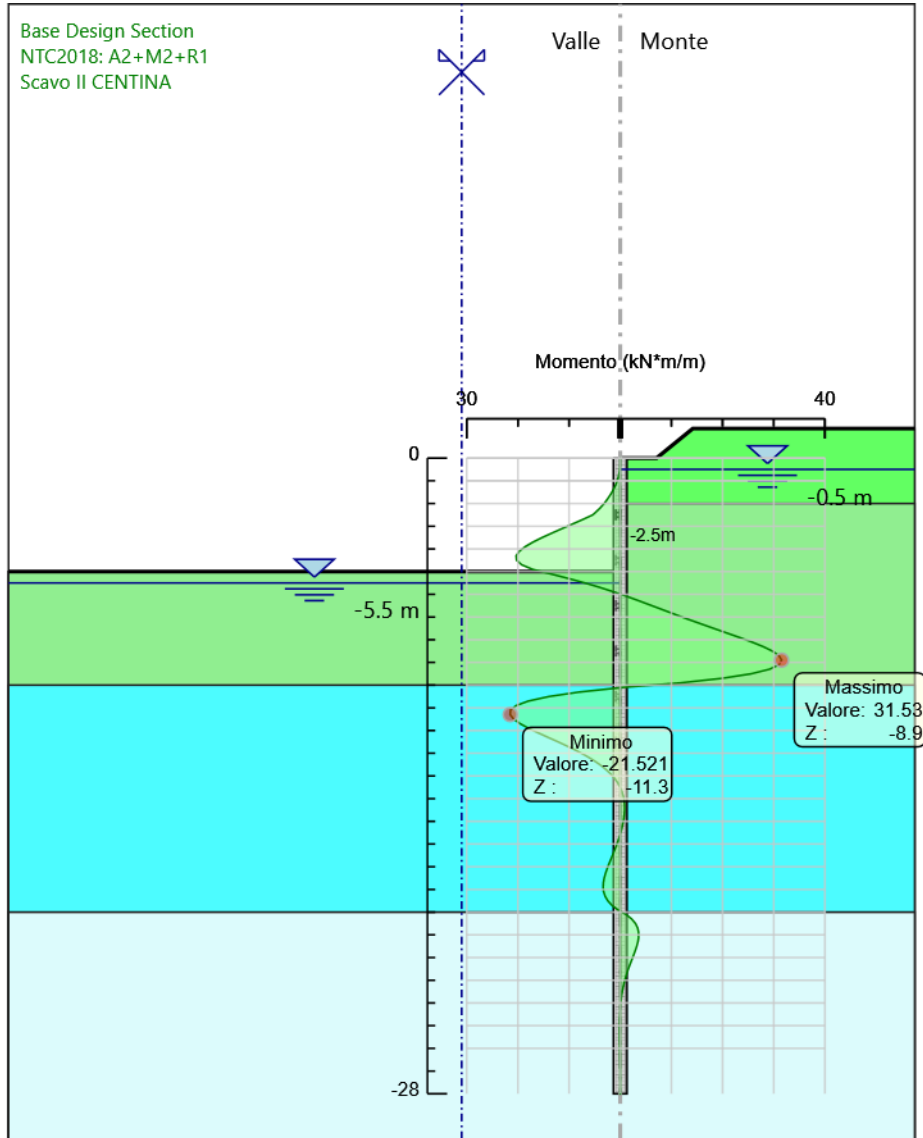 Base Design Section
NTC2018: A2+M2+R1
Scavo II CENTINA
Valle Monte
Momento (kN*m/m)
30 40
0
-0.5 m
-2.5m
-5.5 m
Massimo
Valore: 31.53
Z : -8.9
Minimo
Valore: -21.521
Z : -11.3
-28